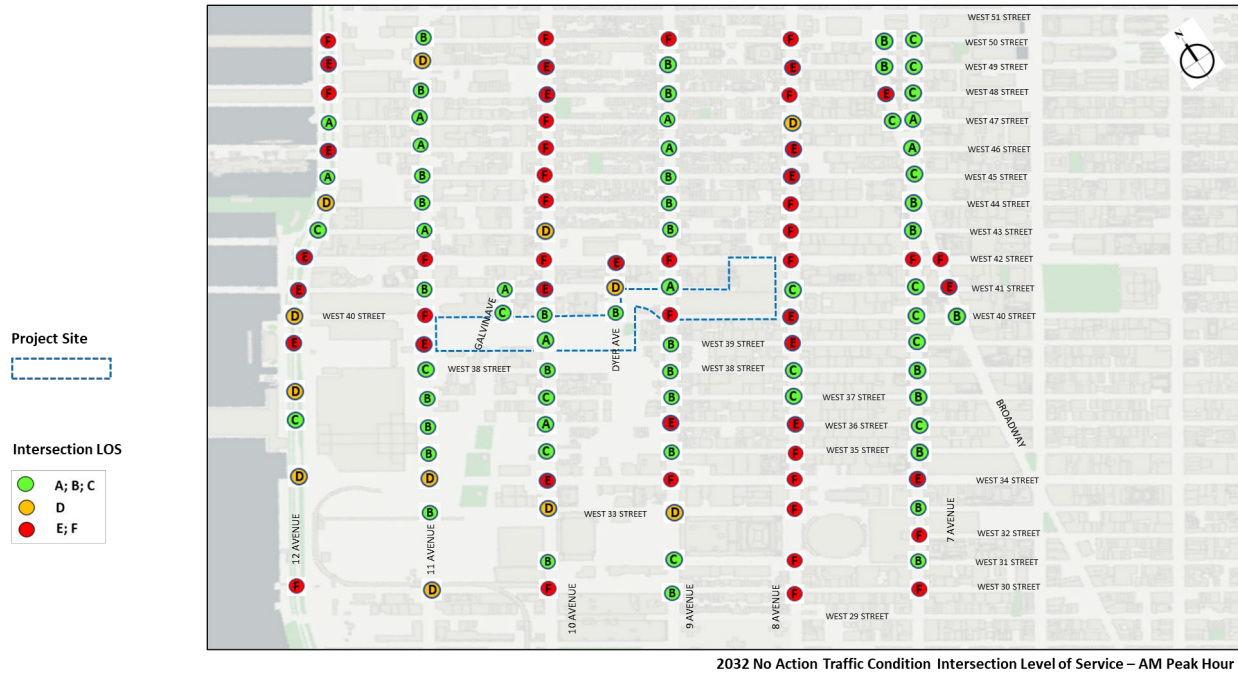 WEST 51 STREET
F B F F F B C WEST 50 STREET
E D E B E B C WEST 49 STREET
F B E B F E C WEST 48 STREET
A A F A D C A WEST 47 STREET
E A F A E A WEST 46 STREET
A B F B E C WEST 45 STREET
D B F B F B WEST 44 STREET
C A D B F B WEST 43 STREET
E F F E F F F F WEST 42 STREET
E B A E D A C C E WEST 41 STREET
D WEST 40 STREET F C B B F E C B WEST 40 STREET
GALVIN AVE
DYER AVE
E E A B WEST 39 STREET E C
C WEST 38 STREET B B WEST 38 STREET C B
D B C B C WEST 37 STREET B
C B A E E WEST 36 STREET C
BROADWAY
B C B F WEST 35 STREET B
D D E F F E WEST 34 STREET
B D WEST 33 STREET D F B
F WEST 32 STREET
B C F B WEST 31 STREET
F D F B F F WEST 30 STREET
WEST 29 STREET
12 AVENUE
11 AVENUE
10 AVENUE
9 AVENUE
8 AVENUE
7 AVENUE
Project Site
Intersection LOS
A; B; C
D
E; F
2032 No Action Traffic Condition Intersection Level of Service – AM Peak Hour